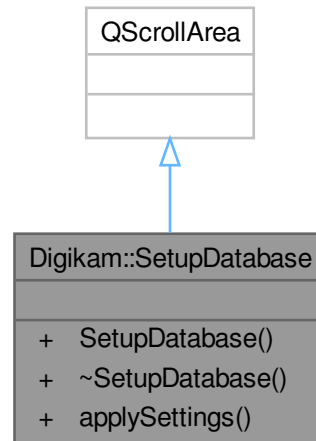 QScrollArea
Digikam::SetupDatabase
+ SetupDatabase()
+ ~SetupDatabase()
+ applySettings()